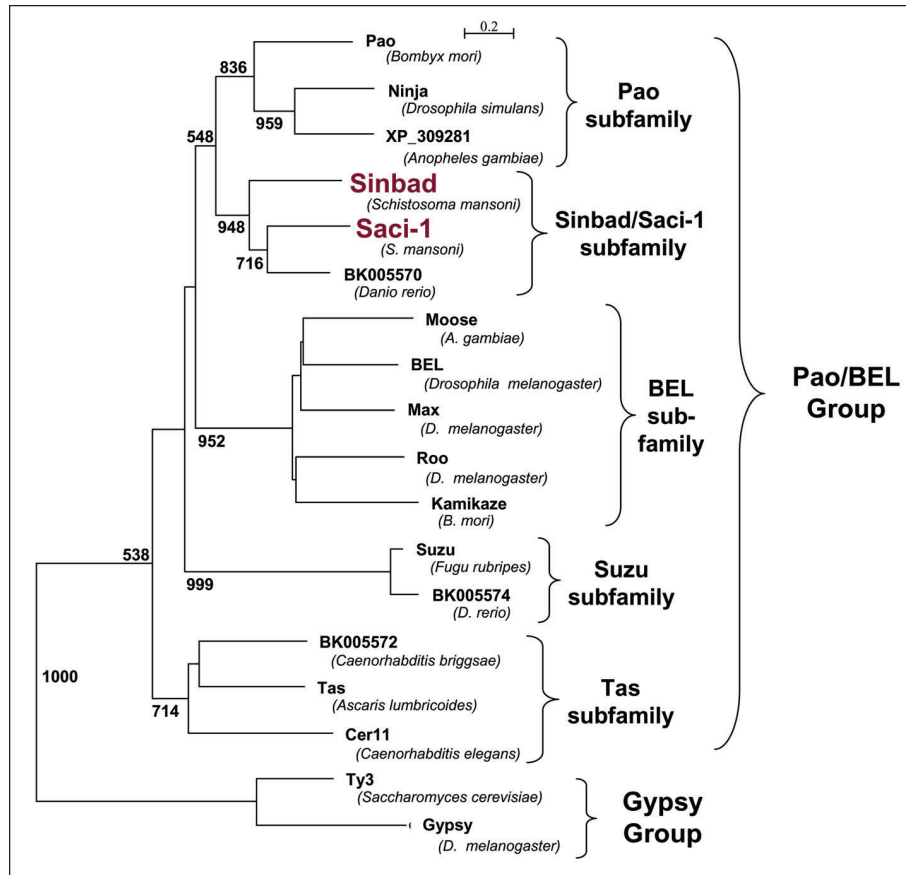 0.2
Pao
(Bombyx mori)
836
Ninja
(Drosophila simulans)
959
XP_309281
(Anopheles gambiae)
Pao
subfamily
548
Sinbad
(Schistosoma mansoni)
948
Saci-1
(S. mansoni)
716
BK005570
(Danio rerio)
Sinbad/Saci-1
subfamily
Moose
(A. gambiae)
BEL
(Drosophila melanogaster)
Max
(D. melanogaster)
952
Roo
(D. melanogaster)
Kamikaze
(B. mori)
BEL
sub-
family
Pao/BEL
Group
538
Suzu
(Fugu rubripes)
999
BK005574
(D. rerio)
Suzu
subfamily
BK005572
(Caenorhabditis briggsae)
1000
Tas
(Ascaris lumbricoides)
714
Cer11
(Caenorhabditis elegans)
Tas
subfamily
Ty3
(Saccharomyces cerevisiae)
Gypsy
(D. melanogaster)
Gypsy
Group